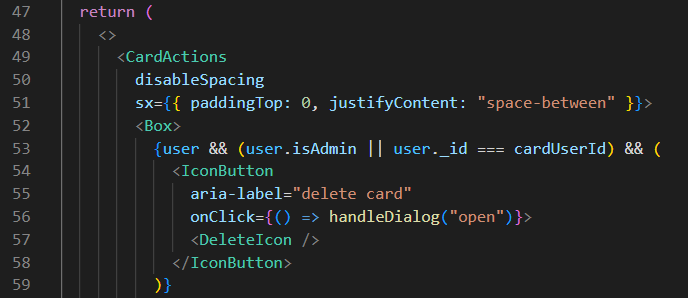 47 return (
48 <>
49 <CardActions
50 disableSpacing
51 sx={{ paddingTop: 0, justifyContent: "space-between" }}>
52 <Box>
53 {user && (user.isAdmin || user._id === cardUserId) && (
54 <IconButton
55 aria-label="delete card"
56 onClick={() => handleDialog("open")}>
57 <DeleteIcon />
58 </IconButton>
59 )}